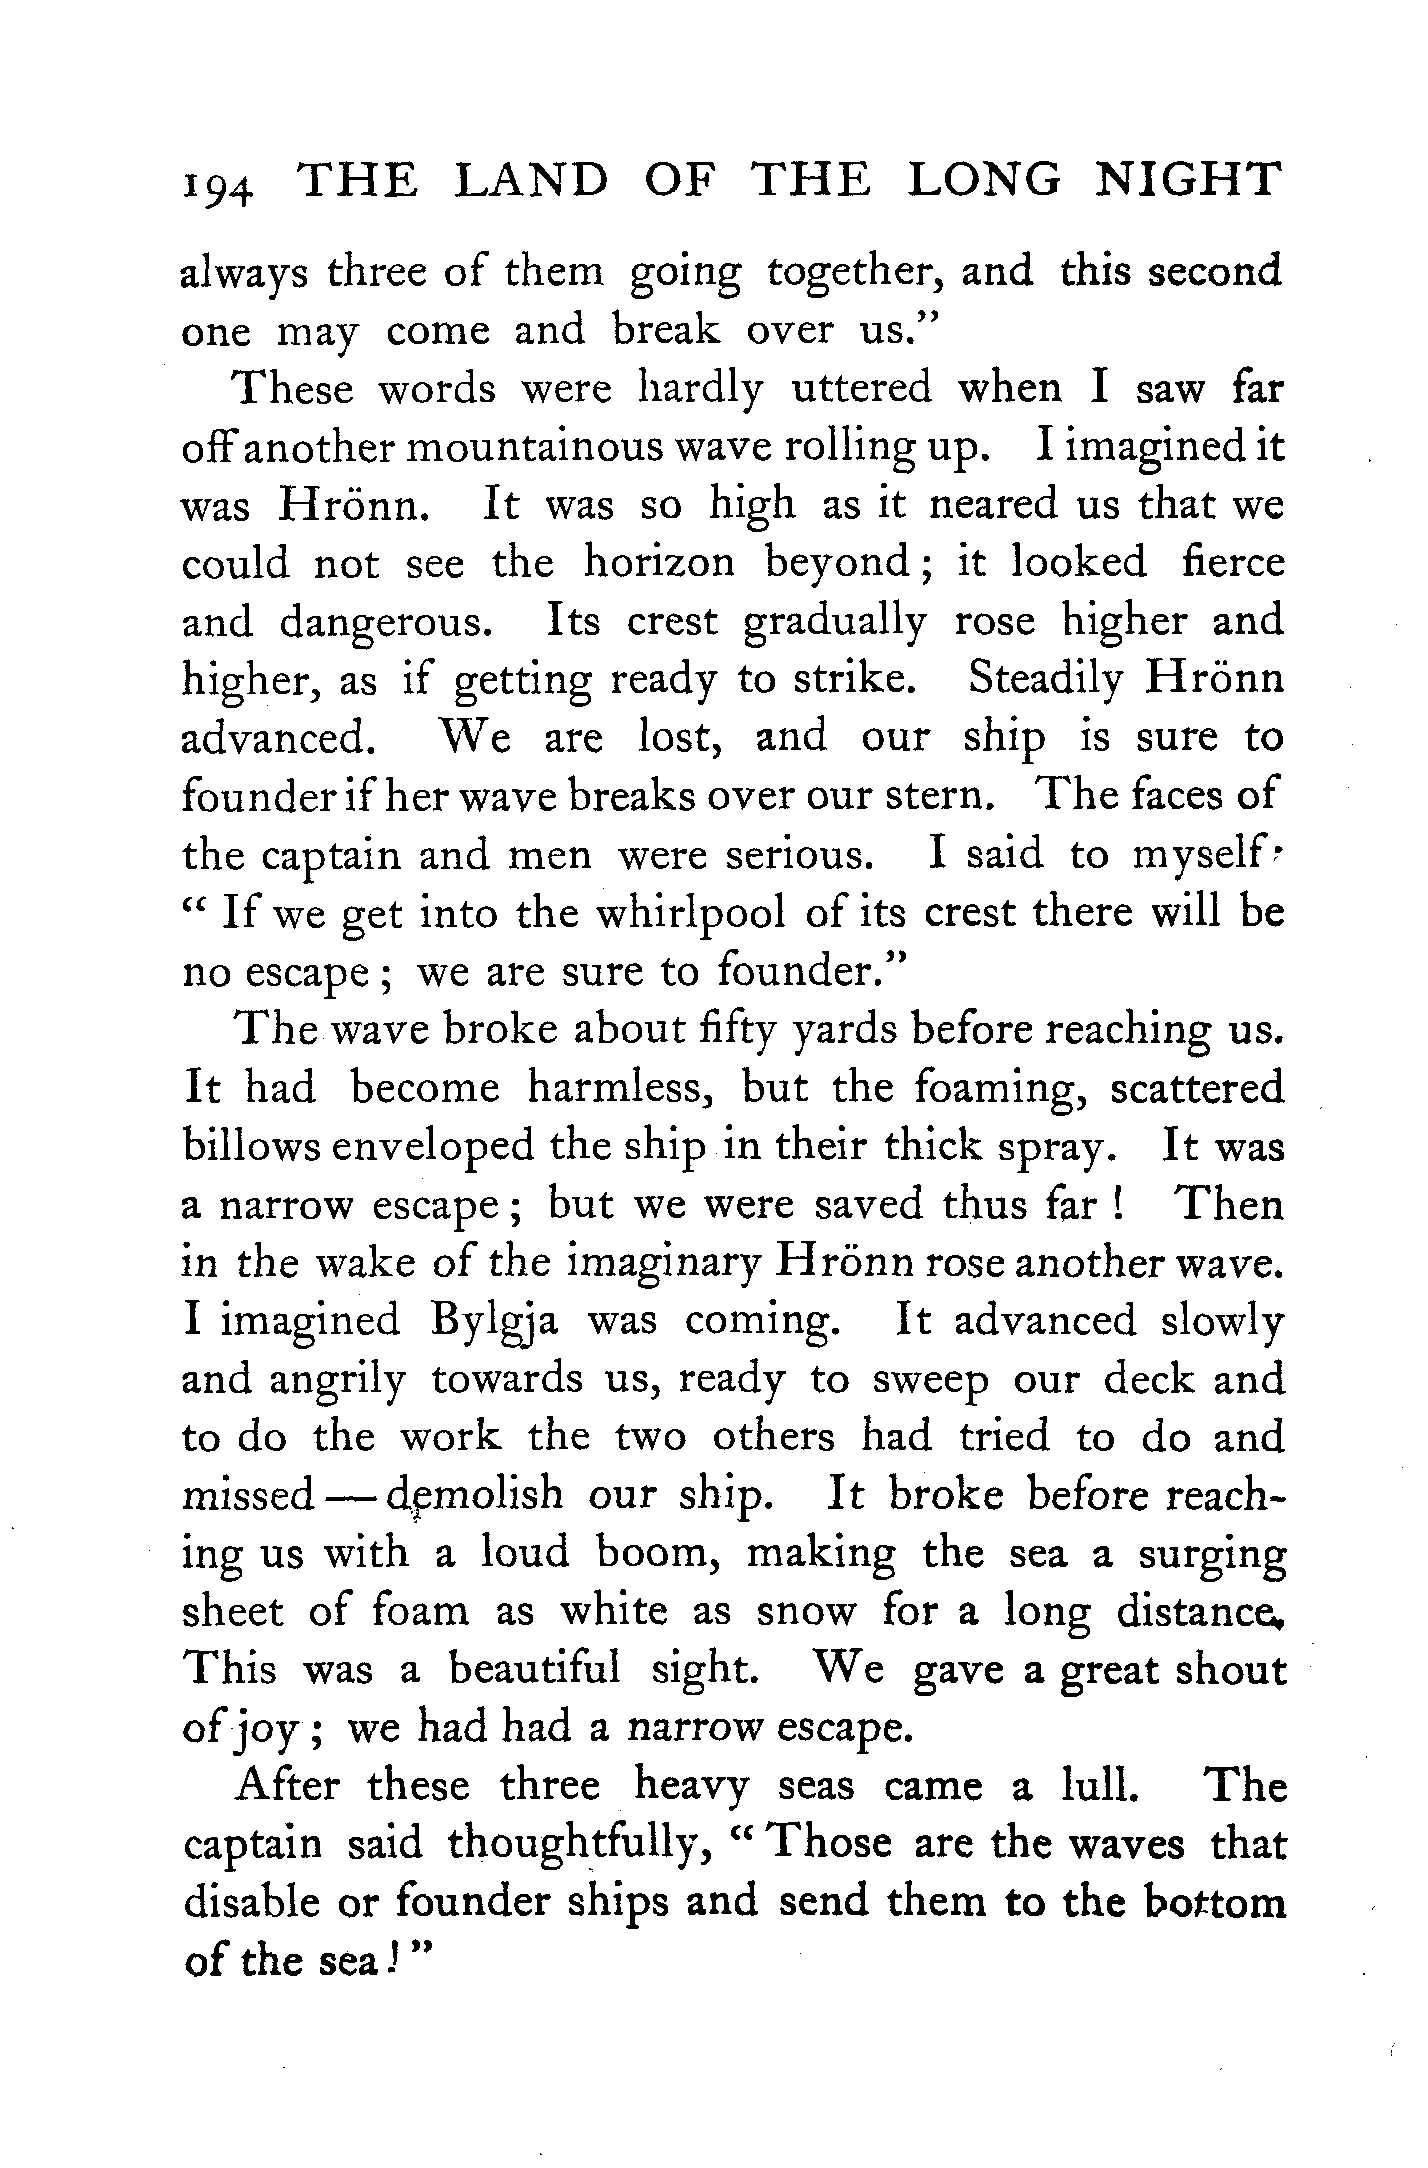 194 THE LAND OF THE LONG NIGHT
always three of them going together, and this second
one may come and break over us."
These words were hardly uttered when I saw far
off another mountainous wave rolling up. I imagined it
was Hrönn. It was so high as it neared us that we
could not see the horizon beyond; it looked fierce
and dangerous. Its crest gradually rose higher and
higher, as if getting ready to strike. Steadily Hrönn
advanced. We are lost, and our ship is sure to
founder if her wave breaks over our stern. The faces of
the captain and men were serious. I said to myself:
"If we get into the whirlpool of its crest there will be
no escape; we are sure to founder."
The wave broke about fifty yards before reaching us.
It had become harmless, but the foaming, scattered
billows enveloped the ship in their thick spray. It was
a narrow escape; but we were saved thus far! Then
in the wake of the imaginary Hrönn rose another wave.
I imagined Bylgja was coming. It advanced slowly
and angrily towards us, ready to sweep our deck and
to do the work the two others had tried to do and
missed — demolish our ship. It broke before reach-
ing us with a loud boom, making the sea a surging
sheet of foam as white as snow for a long distance.
This was a beautiful sight. We gave a great shout
of joy; we had had a narrow escape.
After these three heavy seas came a lull. The
captain said thoughtfully, "Those are the waves that
disable or founder ships and send them to the bottom
of the sea!"